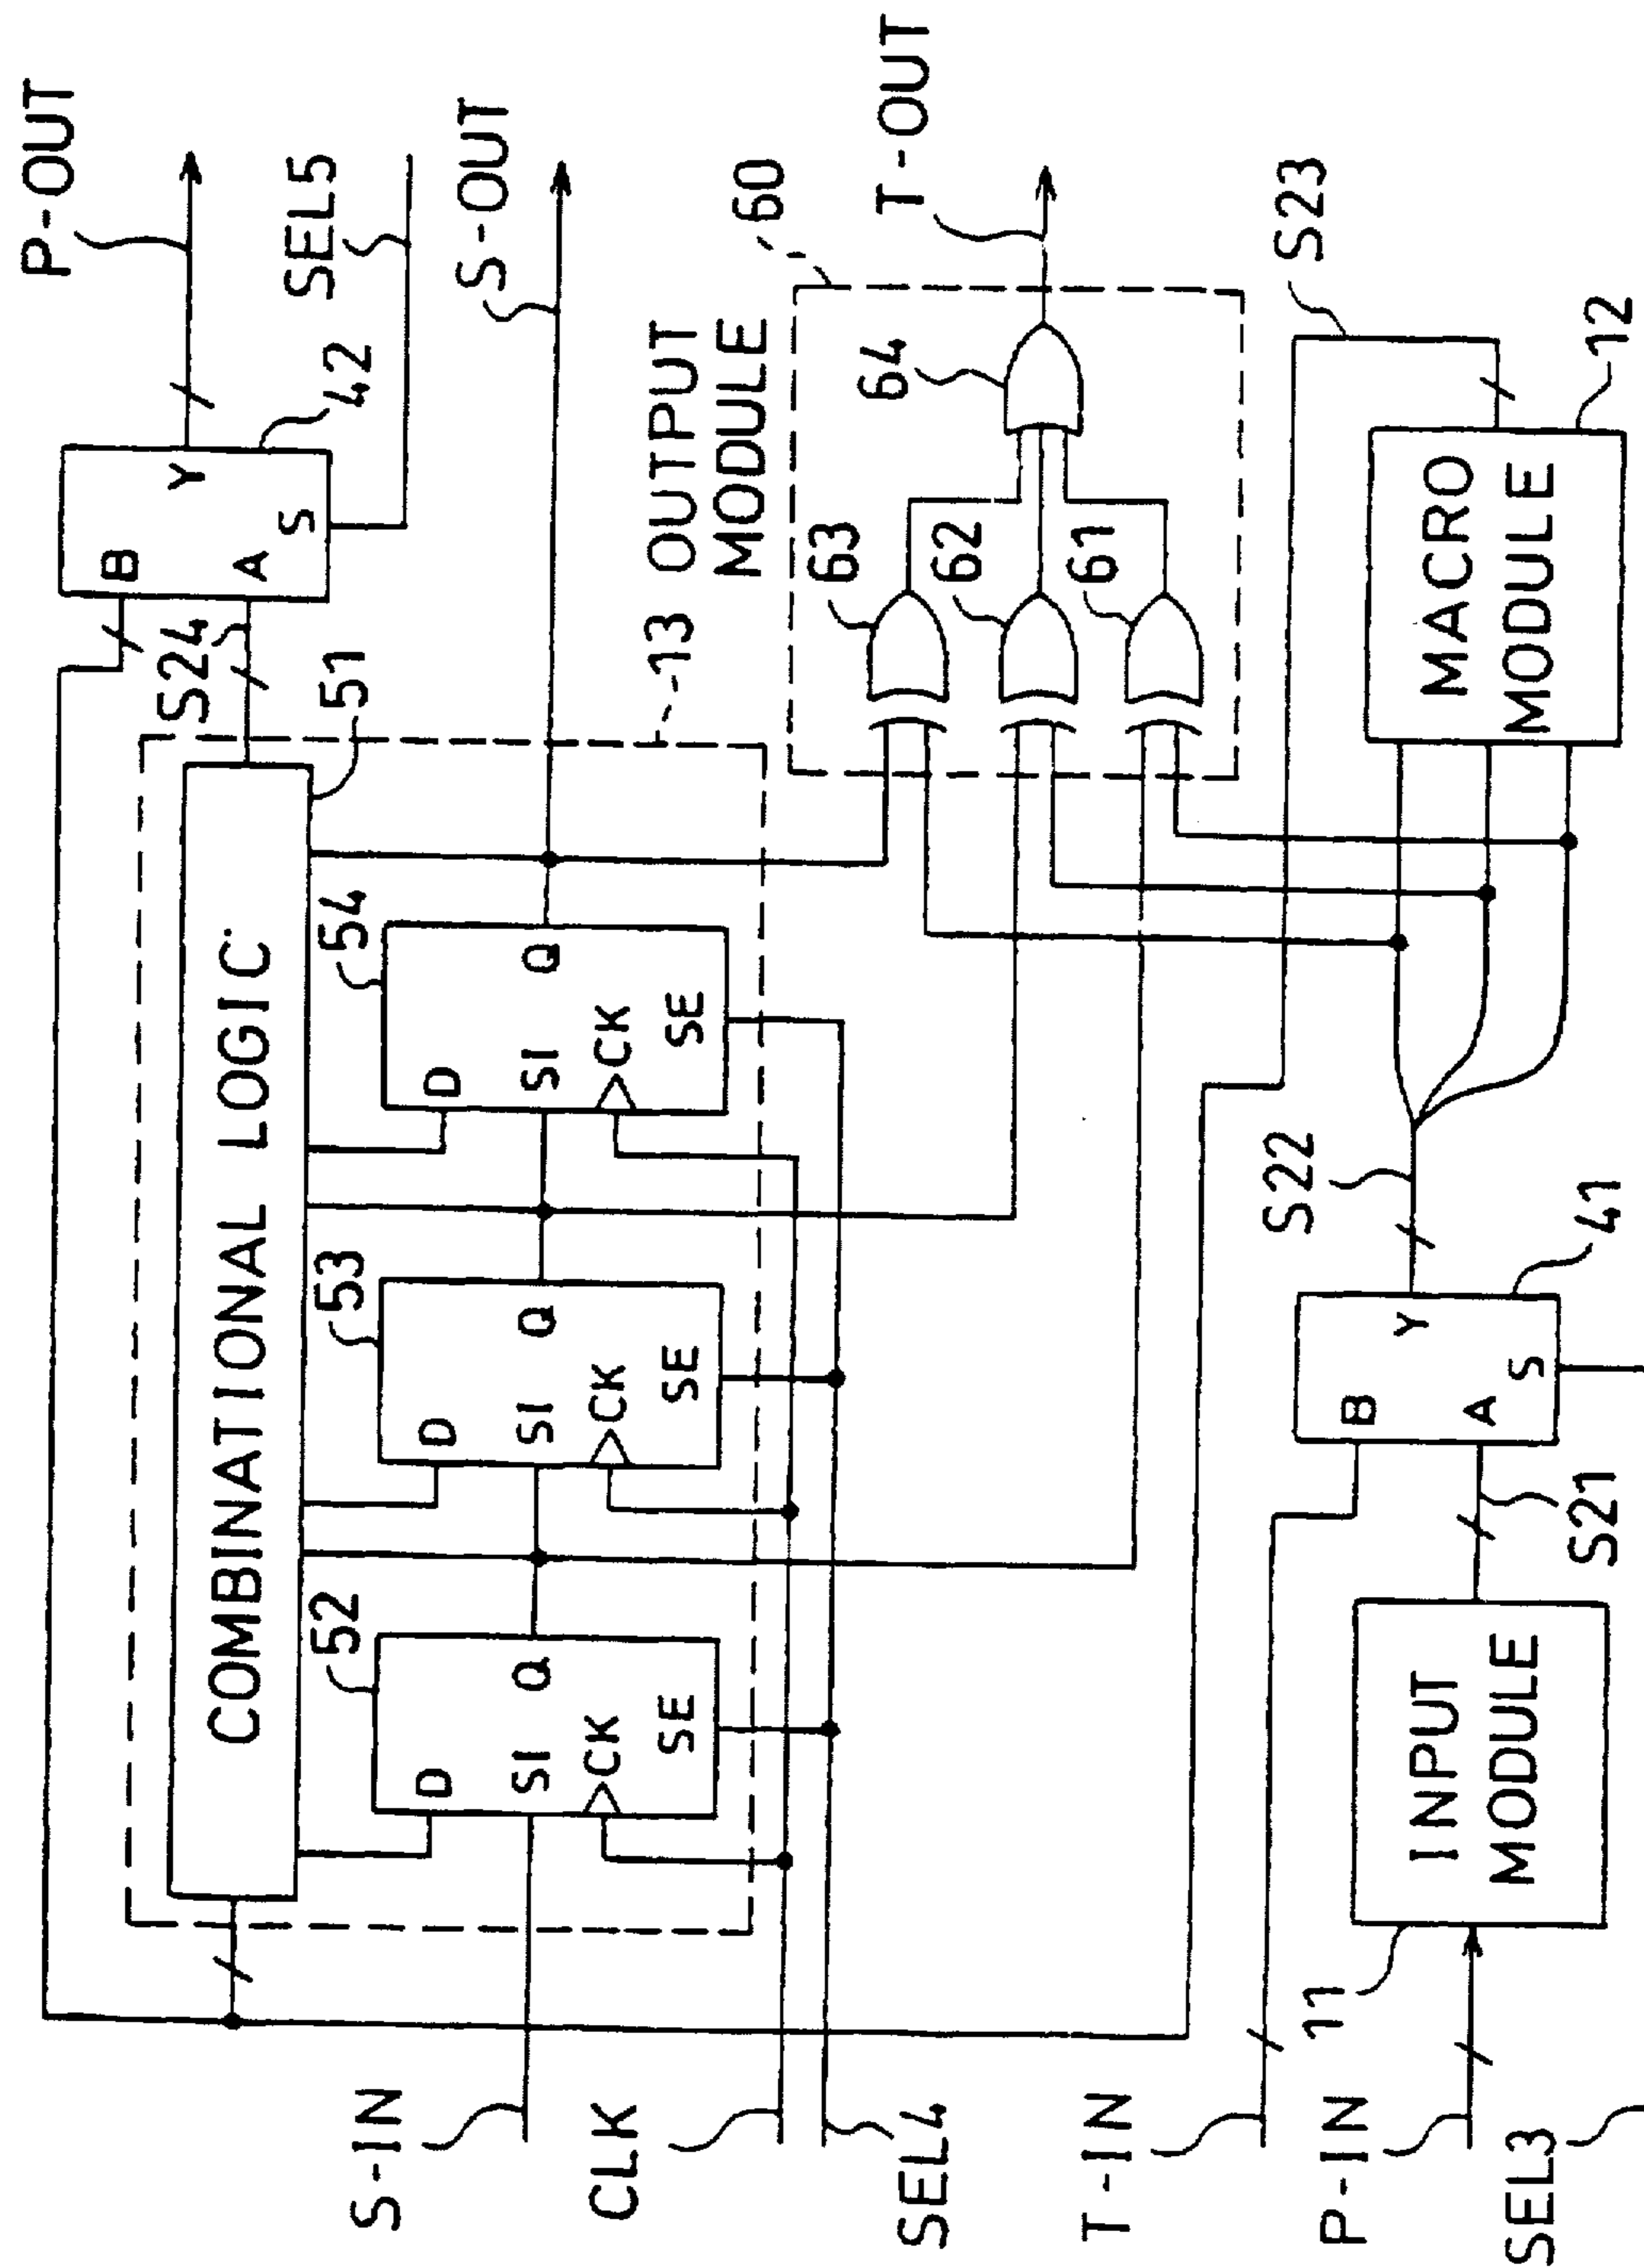 P-OUT
SEL5
42
B
Y
A
S
S24
S-OUT
51
COMBINATIONAL LOGIC
OUTPUT
MODULE
13
52
D
SI
Q
CK
SE
53
D
SI
Q
CK
SE
54
D
SI
Q
CK
SE
S-IN
CLK
SEL4
60
T-OUT
63
62
61
64
S23
T-IN
P-IN
SEL3
11
INPUT
MODULE
S21
B
A
Y
S
41
S22
MACRO
MODULE
12